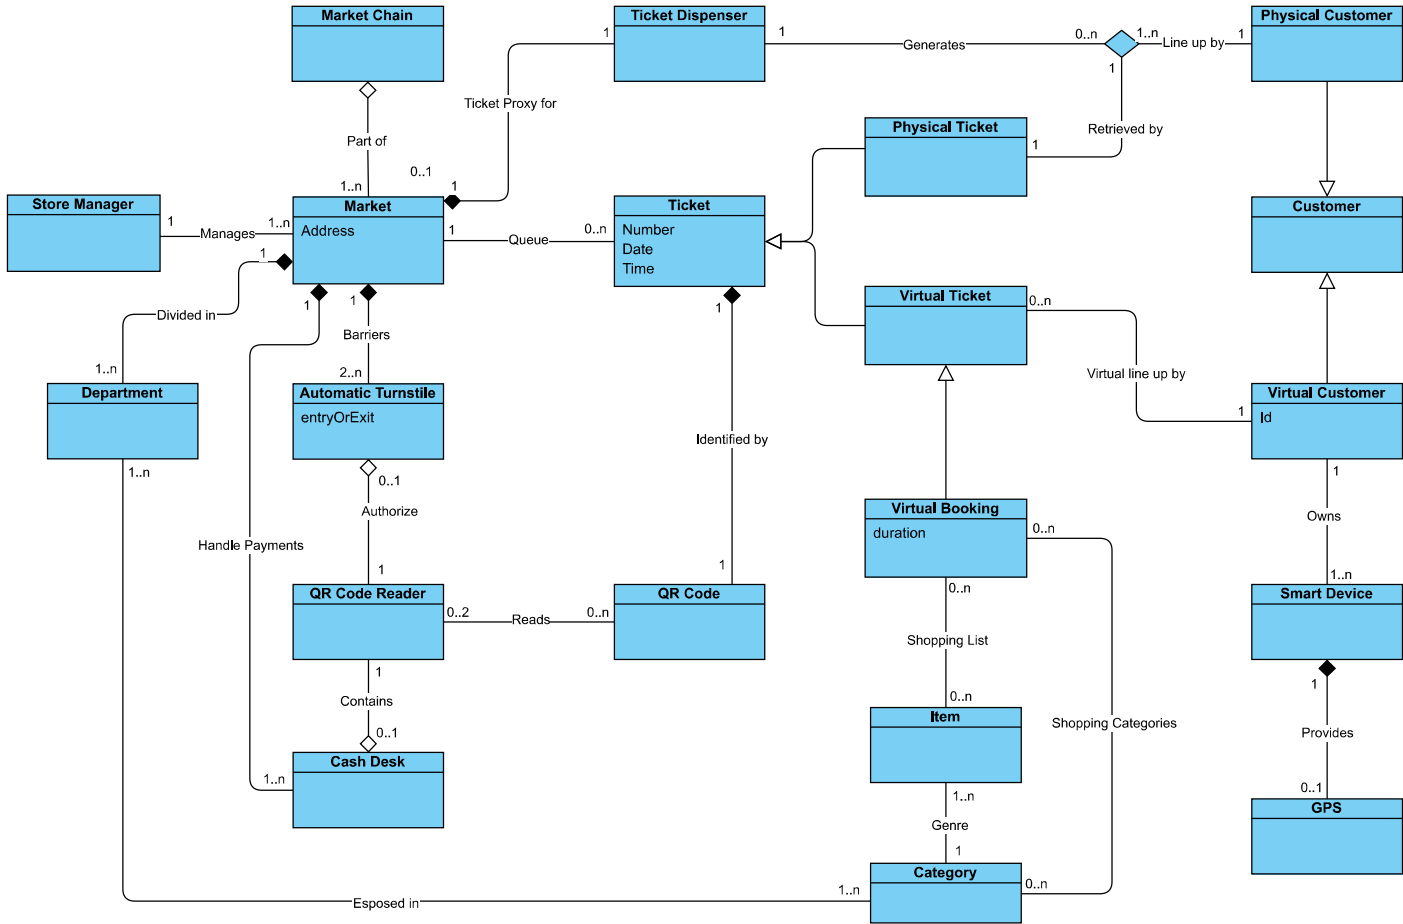 Market Chain
Ticket Dispenser
Physical Customer
1
1
Generates
0..n
1..n
Line up by
1
1
Ticket Proxy for
Part of
Physical Ticket
1
Retrieved by
0..1
1..n
1
Store Manager
Market
Address
Ticket
Number
Date
Time
Customer
1
Manages
1..n
1
Queue
0..n
1
1
1
1
Virtual Ticket
0..n
Divided in
Barriers
1..n
2..n
Virtual line up by
Department
Automatic Turnstile
entryOrExit
Virtual Customer
Id
1
Identified by
1..n
0..1
1
Authorize
Virtual Booking
duration
0..n
Owns
Handle Payments
1
1
0..n
1..n
QR Code Reader
QR Code
Smart Device
0..2
Reads
0..n
Shopping List
1
1
Contains
0..n
Item
Shopping Categories
0..1
Provides
Cash Desk
1..n
1..n
0..1
GPS
Genre
1
Category
1..n
0..n
Esposed in